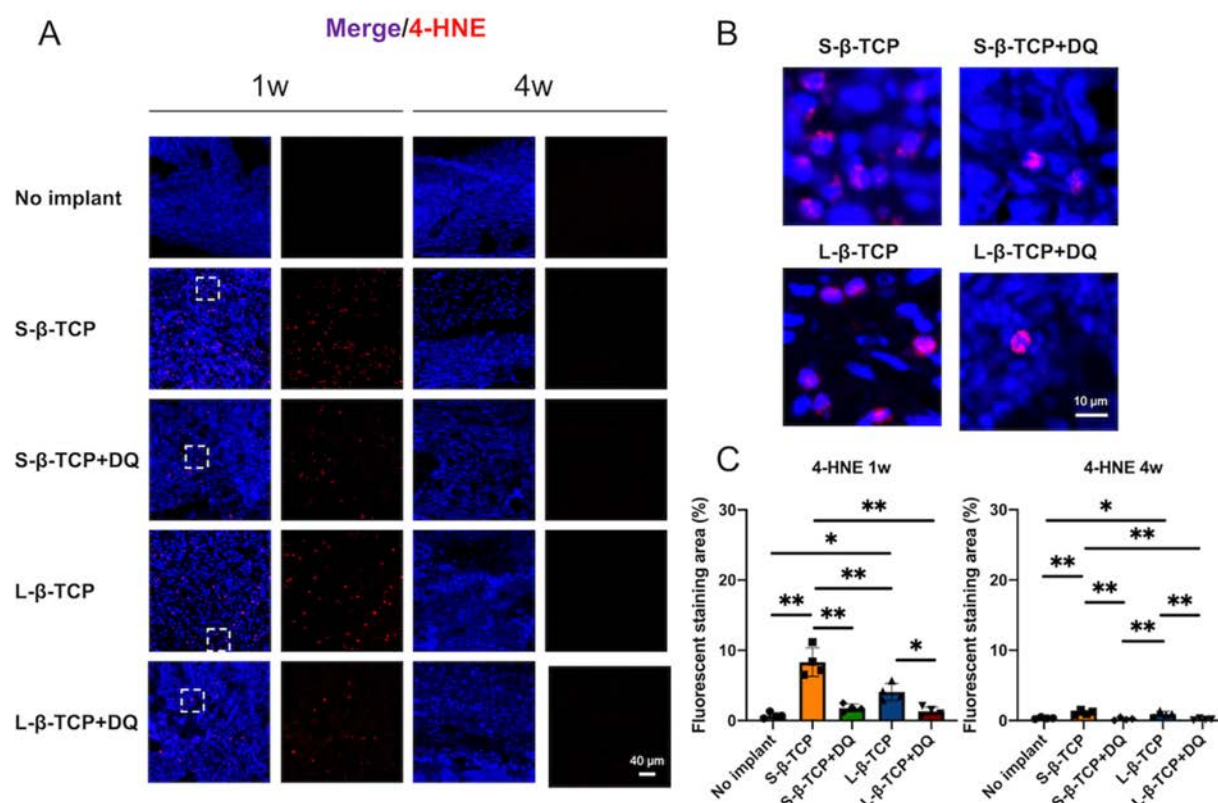 A
Merge/4-HNE
1w 4w
No implant
S-β-TCP
S-β-TCP+DQ
L-β-TCP
L-β-TCP+DQ
40 μm
B
S-β-TCP S-β-TCP+DQ
L-β-TCP L-β-TCP+DQ
10 μm
C
4-HNE 1w
Fluorescent staining area (%)
30
20
10
0
**
*
**
**
**
*
No implant
S-β-TCP
S-β-TCP+DQ
L-β-TCP
L-β-TCP+DQ
4-HNE 4w
Fluorescent staining area (%)
30
20
10
0
*
**
**
**
**
**
No implant
S-β-TCP
S-β-TCP+DQ
L-β-TCP
L-β-TCP+DQ